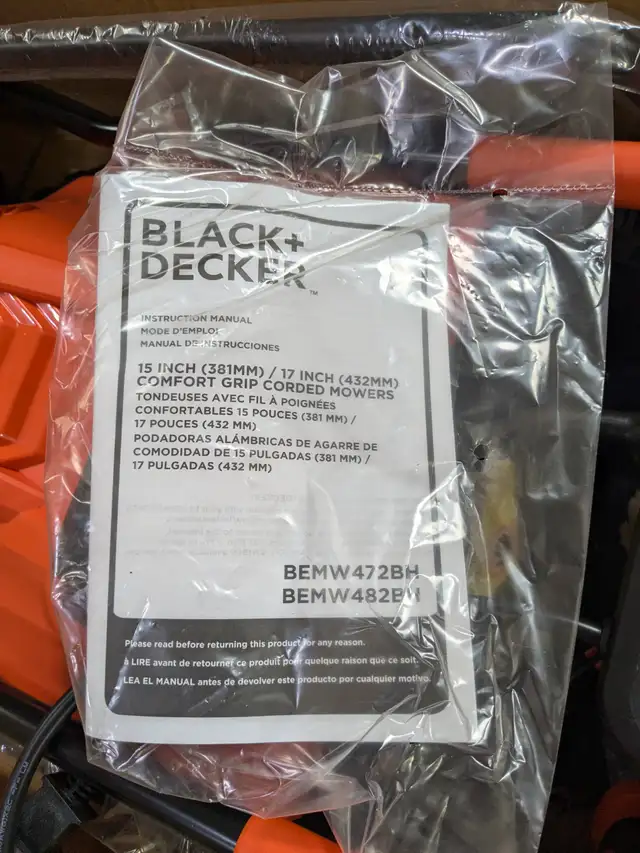 BLACK+
DECKER™
INSTRUCTION MANUAL
MODE D'EMPLOI
MANUAL DE INSTRUCCIONES
15 INCH (381MM) / 17 INCH (432MM)
COMFORT GRIP CORDED MOWERS
TONDEUSES AVEC FIL À POIGNÉES
CONFORTABLES 15 POUCES (381 MM) /
17 POUCES (432 MM)
PODADORAS ALÁMBRICAS DE AGARRE DE
COMODIDAD DE 15 PULGADAS (381 MM) /
17 PULGADAS (432 MM)
BEMW472BH
BEMW482BH
Please read before returning this product for any reason.
à LIRE avant de retourner ce produit pour quelque raison que ce soit.
LEA EL MANUAL antes de devolver este producto por cualquier motivo.